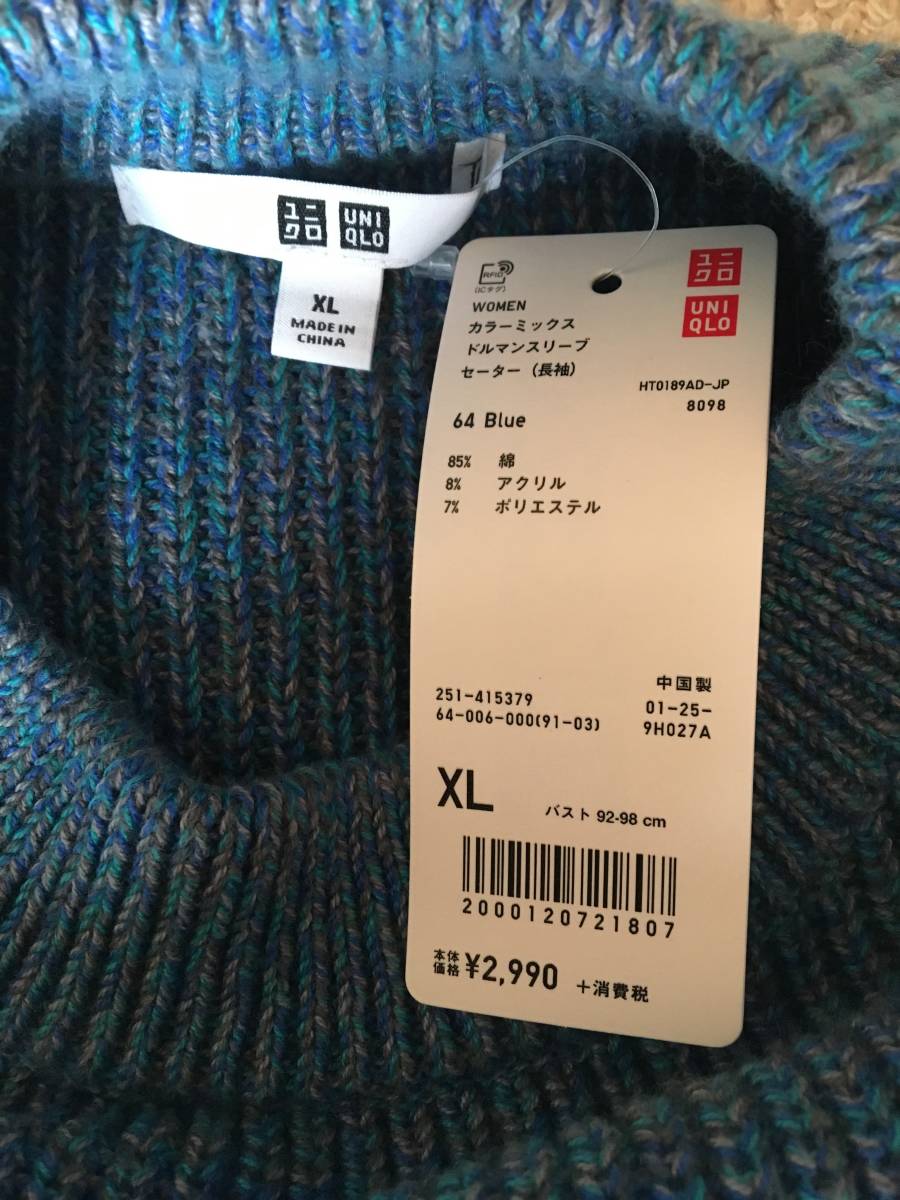 ユニ
クロ
UNI
QLO
XL
MADE IN
CHINA
RFID
(ICタグ)
ユニ
クロ
UNI
QLO
WOMEN
カラーミックス
ドルマンスリーブ
セーター（長袖）
HT0189AD-JP
8098
64 Blue
85% 綿
8% アクリル
7% ポリエステル
中国製
251-415379 01-25-
64-006-000(91-03) 9H027A
XL バスト 92-98 cm
2000120721807
本体
価格 ¥2,990 +消費税